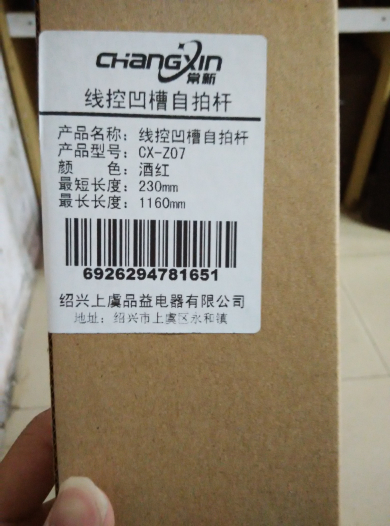 CHANGXIN
常新
线控凹槽自拍杆
产品名称：线控凹槽自拍杆
产品型号：CX-Z07
颜　　色：酒红
最短长度：230mm
最长长度：1160mm
6926294781651
绍兴上虞品益电器有限公司
地址：绍兴市上虞区永和镇